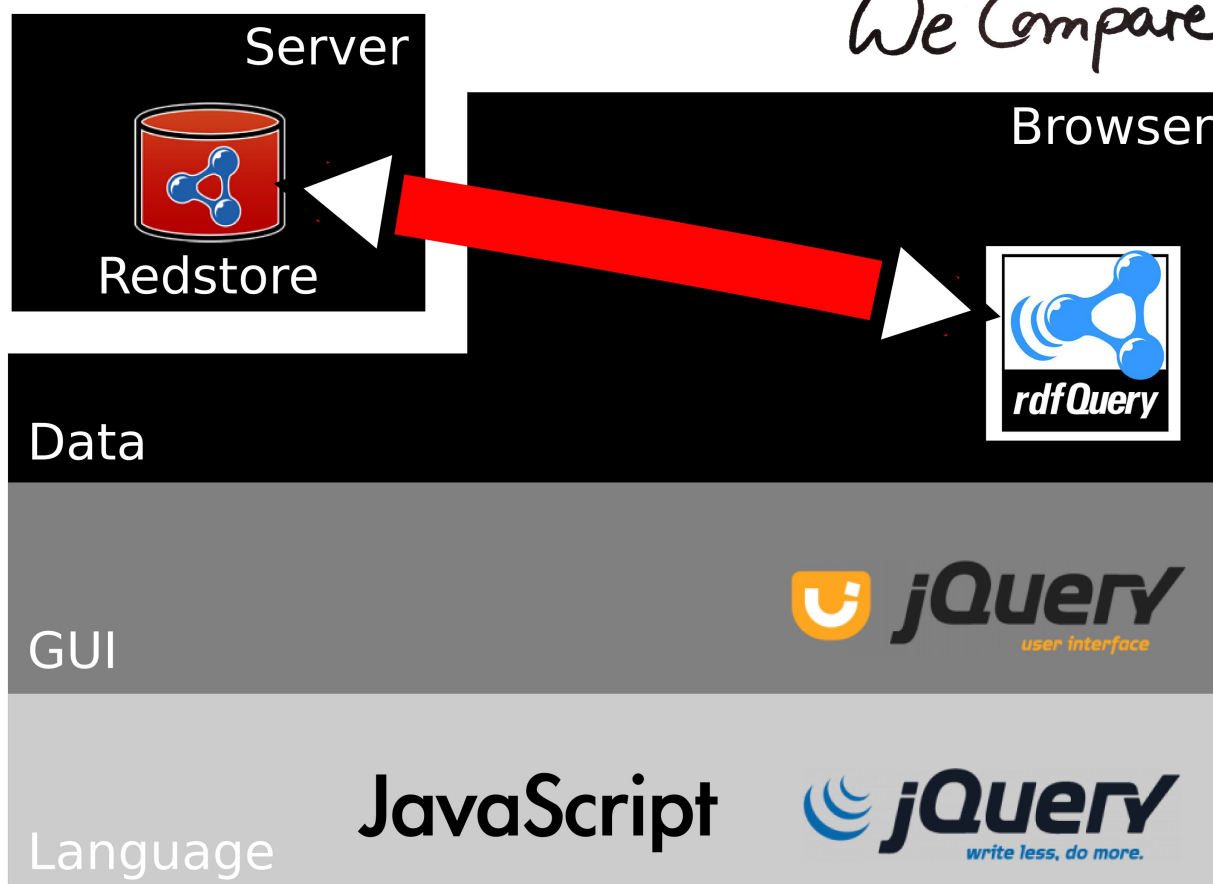 We Compare
Server
Browser
Redstore
rdfQuery
Data
jQuery
user interface
GUI
JavaScript
jQuery
write less, do more.
Language